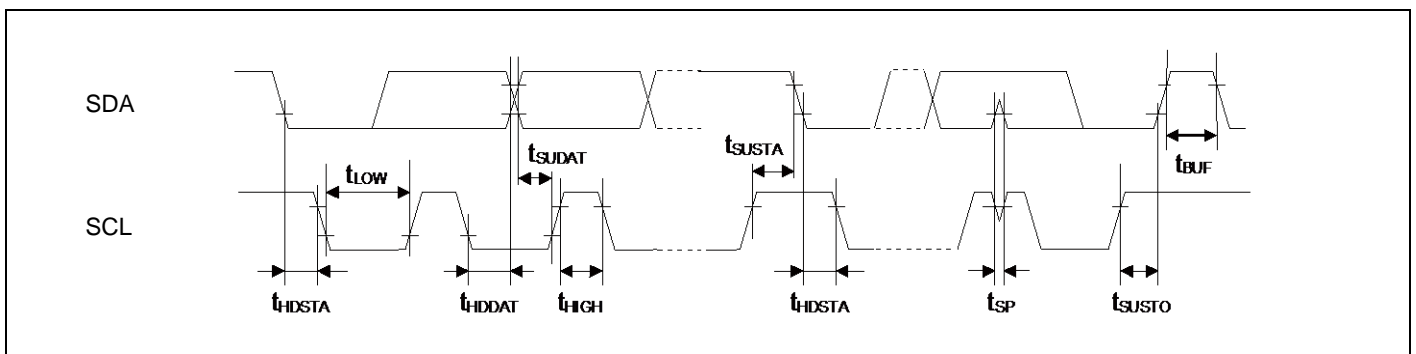 SDA
tSUDAT
tSUSTA
tBUF
tLOW
SCL
tHDSTA
tHDDAT
tHIGH
tHDSTA
tSP
tSUSTO